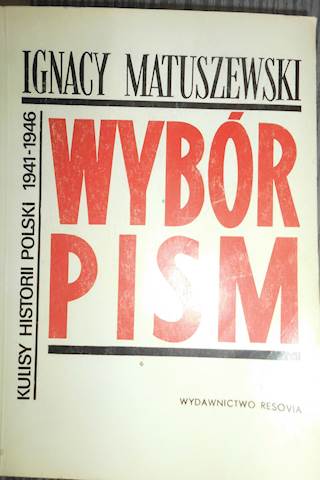 IGNACY MATUSZEWSKI
KULISY HISTORII POLSKI 1941-1946
WYBÓR
PISM
WYDAWNICTWO RESOVIA